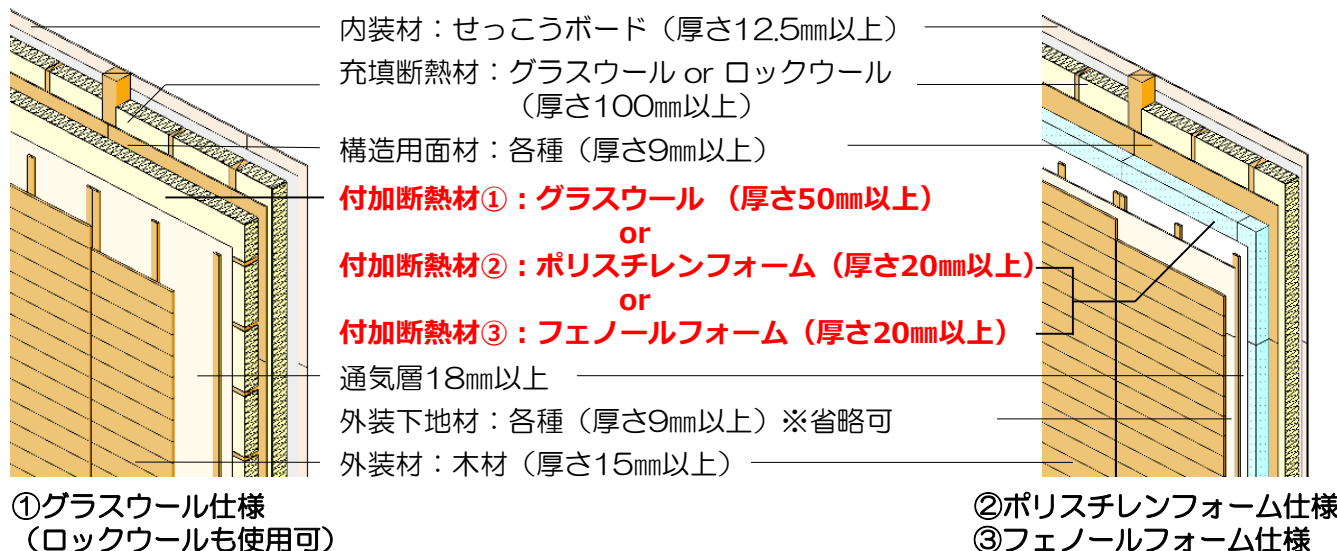 内装材：せっこうボード（厚さ12.5㎜以上）
充填断熱材：グラスウール or ロックウール
（厚さ100㎜以上）
構造用面材：各種（厚さ9㎜以上）
付加断熱材①：グラスウール （厚さ50㎜以上）
or
付加断熱材②：ポリスチレンフォーム（厚さ20㎜以上）
or
付加断熱材③：フェノールフォーム（厚さ20㎜以上）
通気層18㎜以上
外装下地材：各種（厚さ9㎜以上）※省略可
外装材：木材（厚さ15㎜以上）
①グラスウール仕様
（ロックウールも使用可）
②ポリスチレンフォーム仕様
③フェノールフォーム仕様